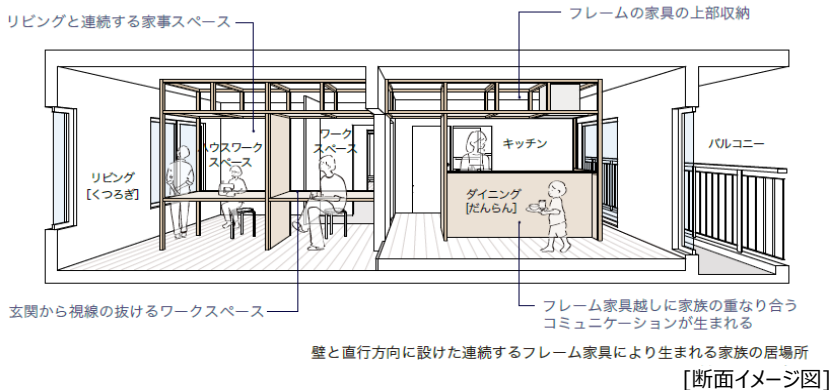 リビングと連続する家事スペース
フレームの家具の上部収納
ハウスワーク
スペース
ワーク
スペース
キッチン
バルコニー
リビング
[くつろぎ]
ダイニング
[だんらん]
玄関から視線の抜けるワークスペース
フレーム家具越しに家族の重なり合う
コミュニケーションが生まれる
壁と直行方向に設けた連続するフレーム家具により生まれる家族の居場所
[断面イメージ図]